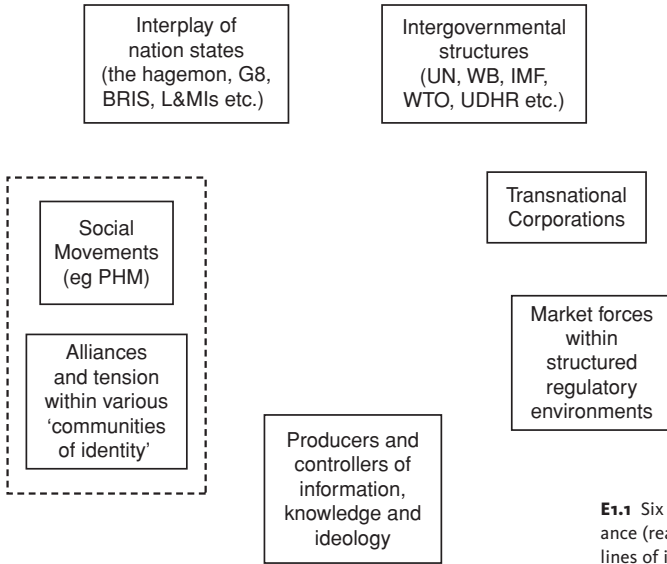 Interplay of
nation states
(the hagemon, G8,
BRIS, L&MIs etc.)
Intergovernmental
structures
(UN, WB, IMF,
WTO, UDHR etc.)
Transnational
Corporations
Social
Movements
(eg PHM)
Market forces
within
structured
regulatory
environments
Alliances
and tension
within various
‘communities
of identity’
Producers and
controllers of
information,
knowledge and
ideology
E1.1 Six
ance (rea
lines of i